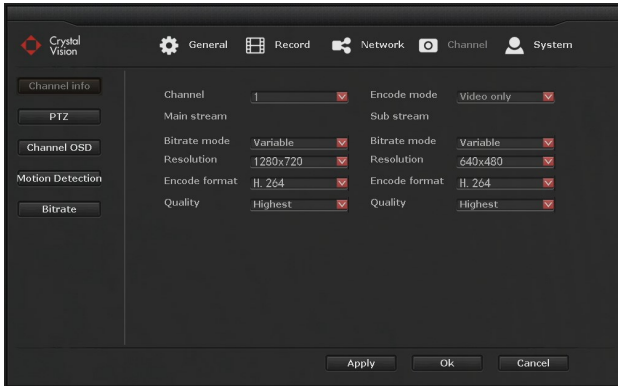 Crystal
Vision
General Record Network Channel System
Channel info
PTZ
Channel OSD
Motion Detection
Bitrate
Channel 1 Encode mode Video only
Main stream Sub stream
Bitrate mode Variable Bitrate mode Variable
Resolution 1280x720 Resolution 640x480
Encode format H. 264 Encode format H. 264
Quality Highest Quality Highest
Apply Ok Cancel